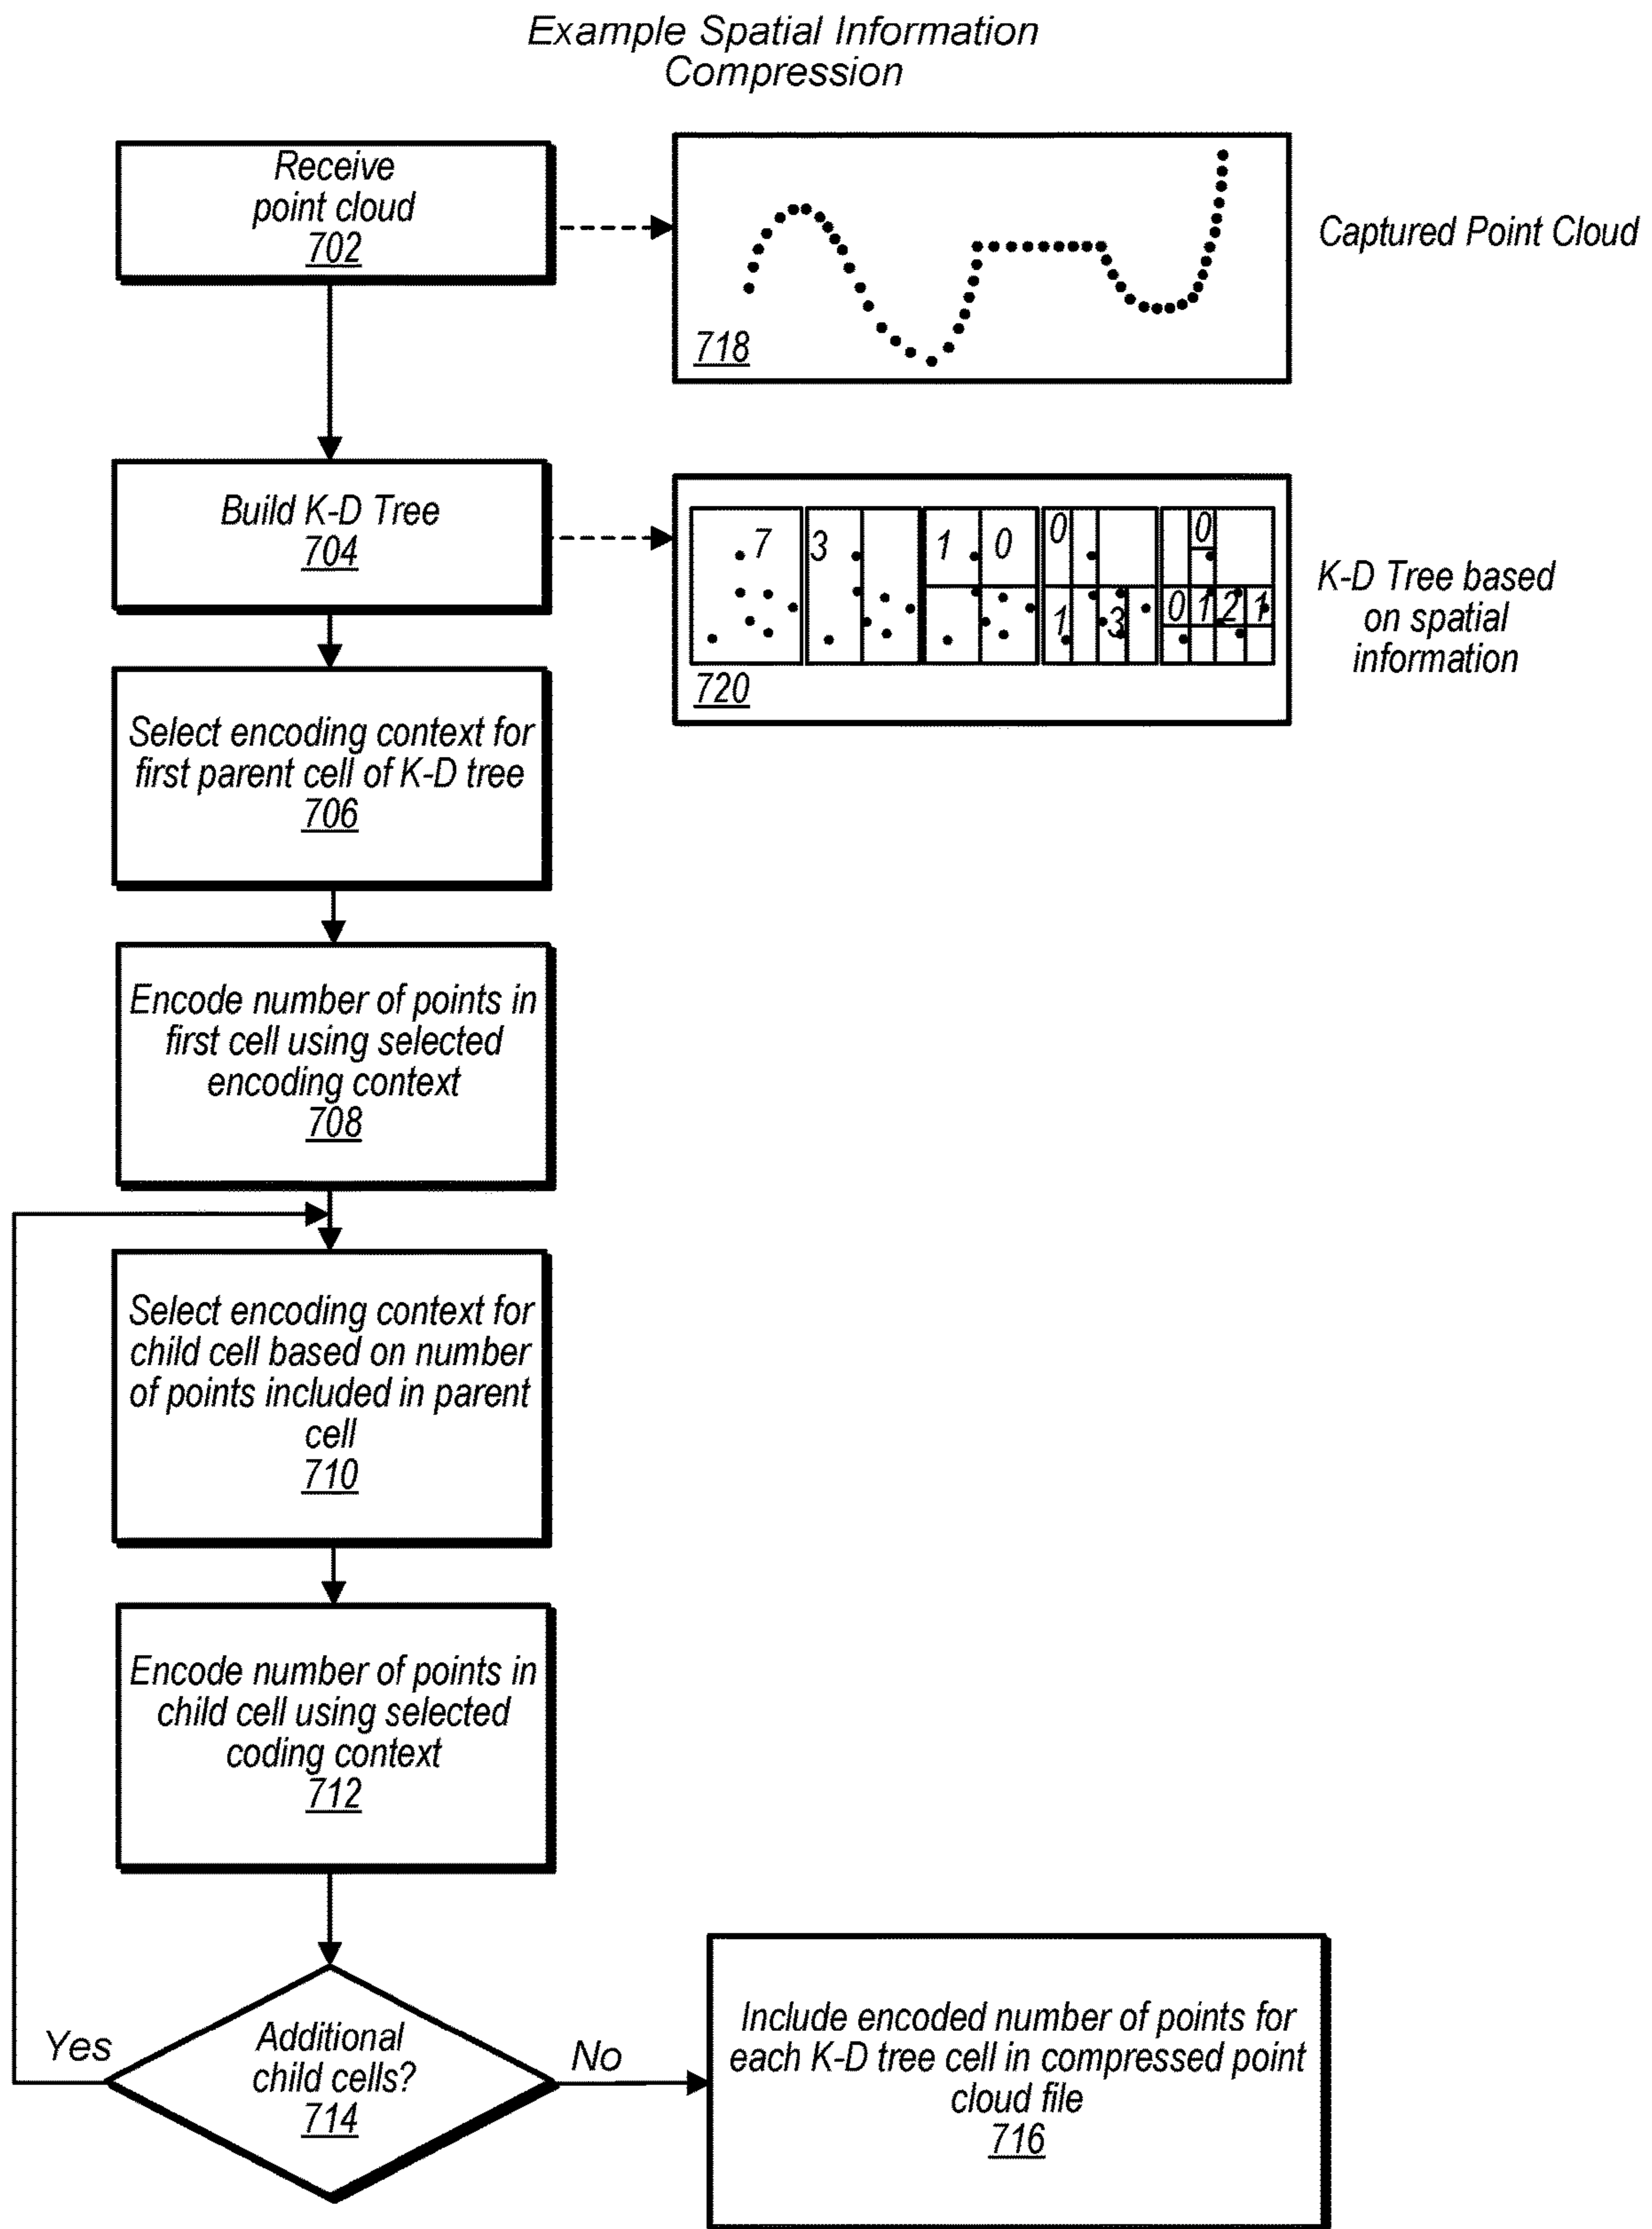 Example Spatial Information
Compression
Receive
point cloud
702
718
Captured Point Cloud
Build K-D Tree
704
7 3 1 0 0 0
1 3 0 1 2 1
720
K-D Tree based
on spatial
information
Select encoding context for
first parent cell of K-D tree
706
Encode number of points in
first cell using selected
encoding context
708
Select encoding context for
child cell based on number
of points included in parent
cell
710
Encode number of points in
child cell using selected
coding context
712
Yes
Additional
child cells?
714
No
Include encoded number of points for
each K-D tree cell in compressed point
cloud file
716